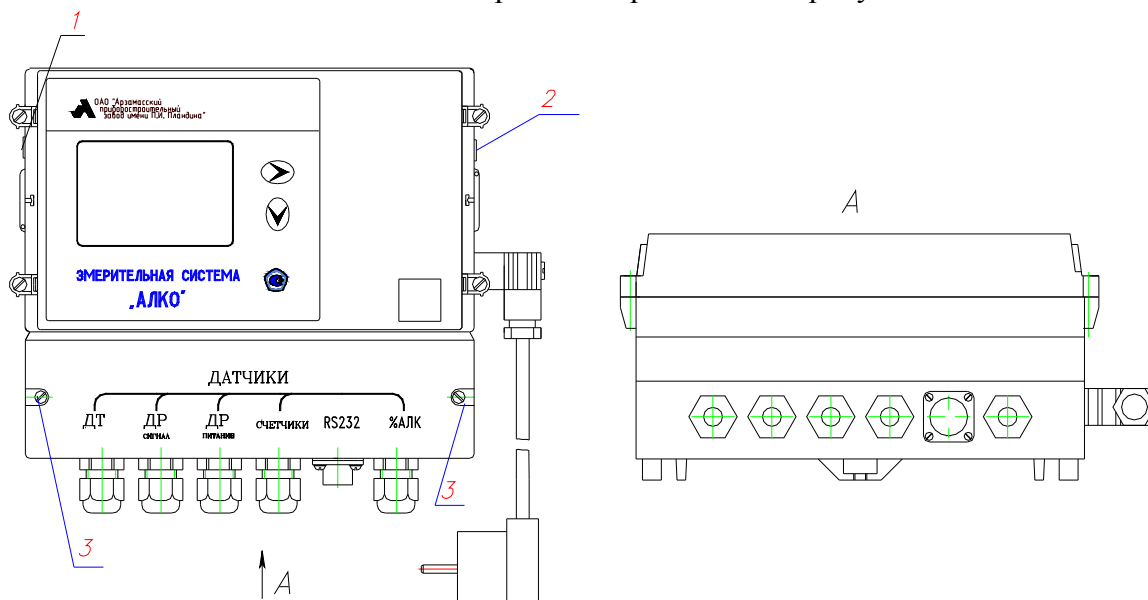 1
ОАО "Арзамасский
приборостроительный
завод имени П.И. Пландина"
2
А
ЗМЕРИТЕЛЬНАЯ СИСТЕМА
„АЛКО"
ДАТЧИКИ
ДТ ДР ДР СЧЕТЧИКИ RS232 %АЛК
СИГНАЛ ПИТАНИЕ
3
3
А